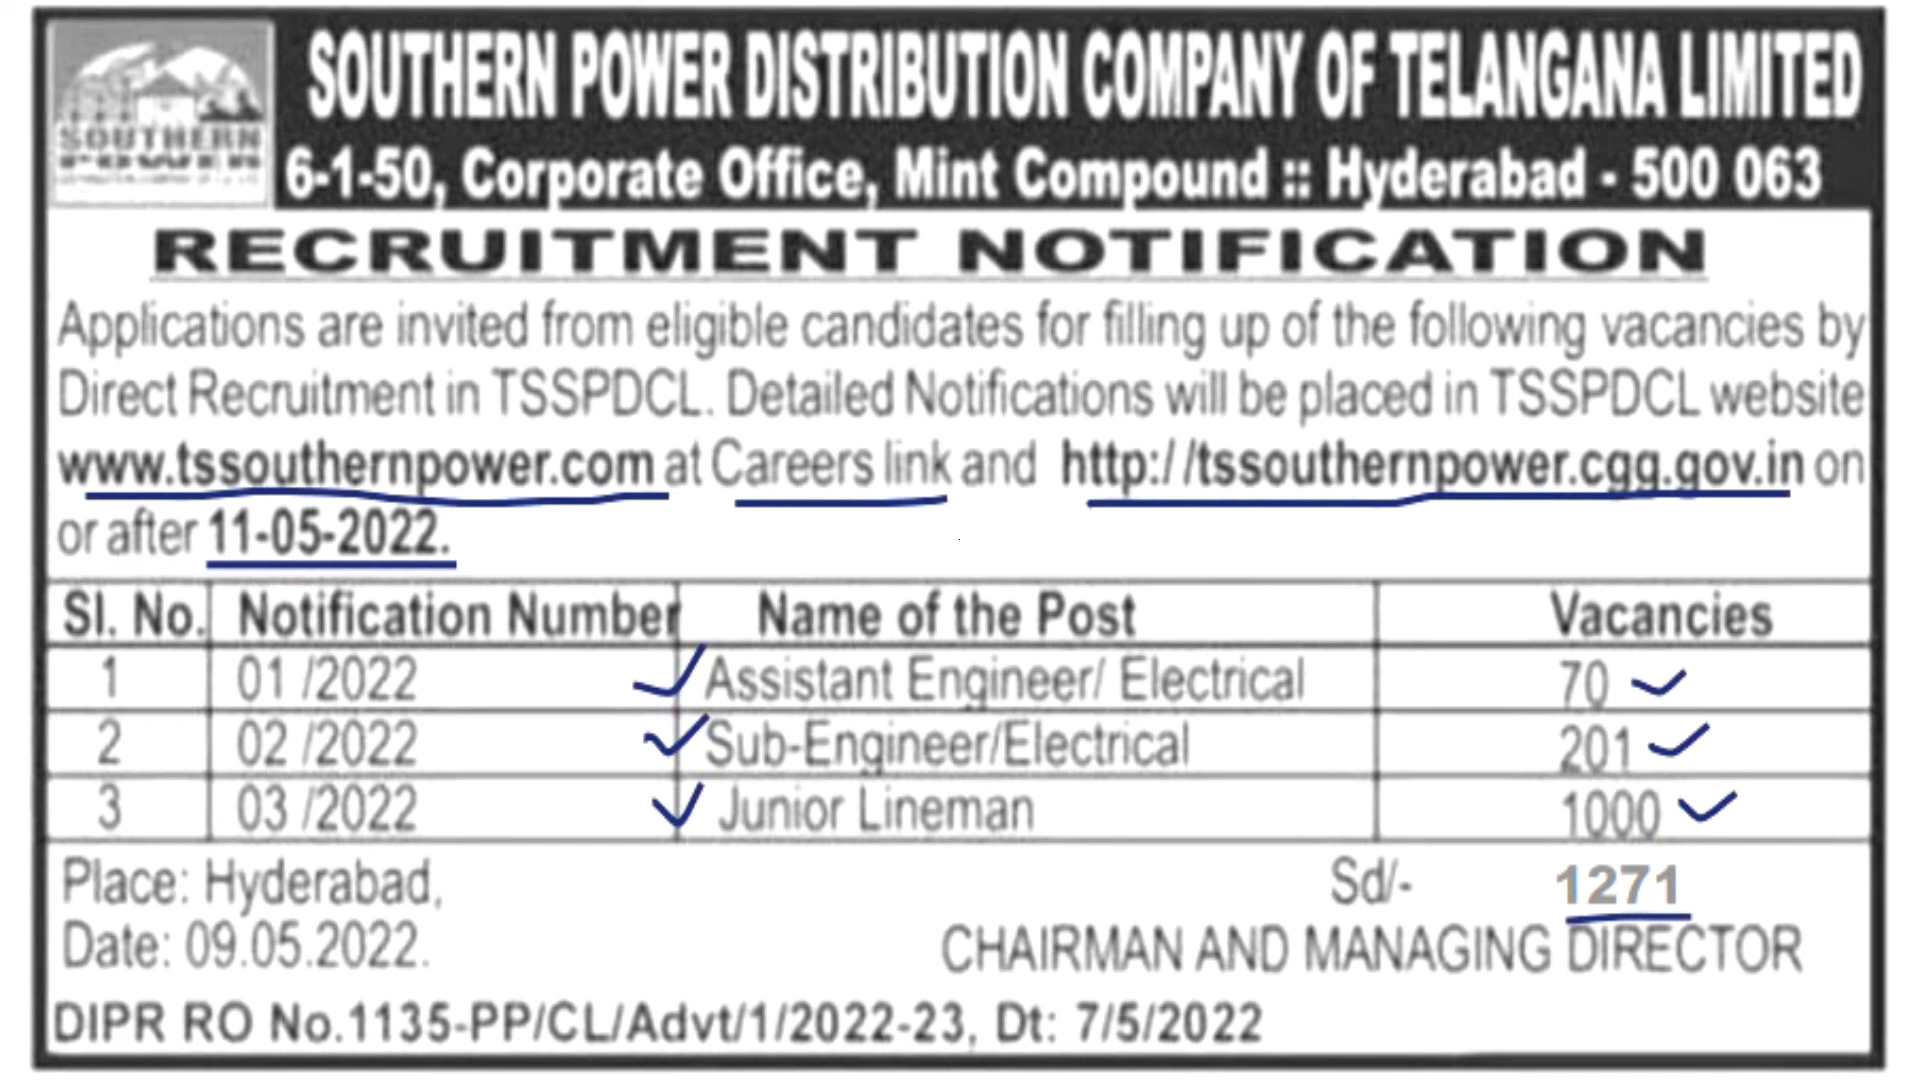 SOUTHERN POWER DISTRIBUTION COMPANY OF TELANGANA LIMITED
SOUTHERN
POWER
6-1-50, Corporate Office, Mint Compound :: Hyderabad - 500 063
RECRUITMENT NOTIFICATION
Applications are invited from eligible candidates for filling up of the following vacancies by
Direct Recruitment in TSSPDCL. Detailed Notifications will be placed in TSSPDCL website
www.tssouthernpower.com at Careers link and http://tssouthernpower.cgg.gov.in on
or after 11-05-2022.
Sl. No. Notification Number Name of the Post Vacancies
1 01 /2022 Assistant Engineer/ Electrical 70
2 02 /2022 Sub-Engineer/Electrical 201
3 03 /2022 Junior Lineman 1000
Place: Hyderabad, Sd/- 1271
Date: 09.05.2022. CHAIRMAN AND MANAGING DIRECTOR
DIPR RO No.1135-PP/CL/Advt/1/2022-23, Dt: 7/5/2022